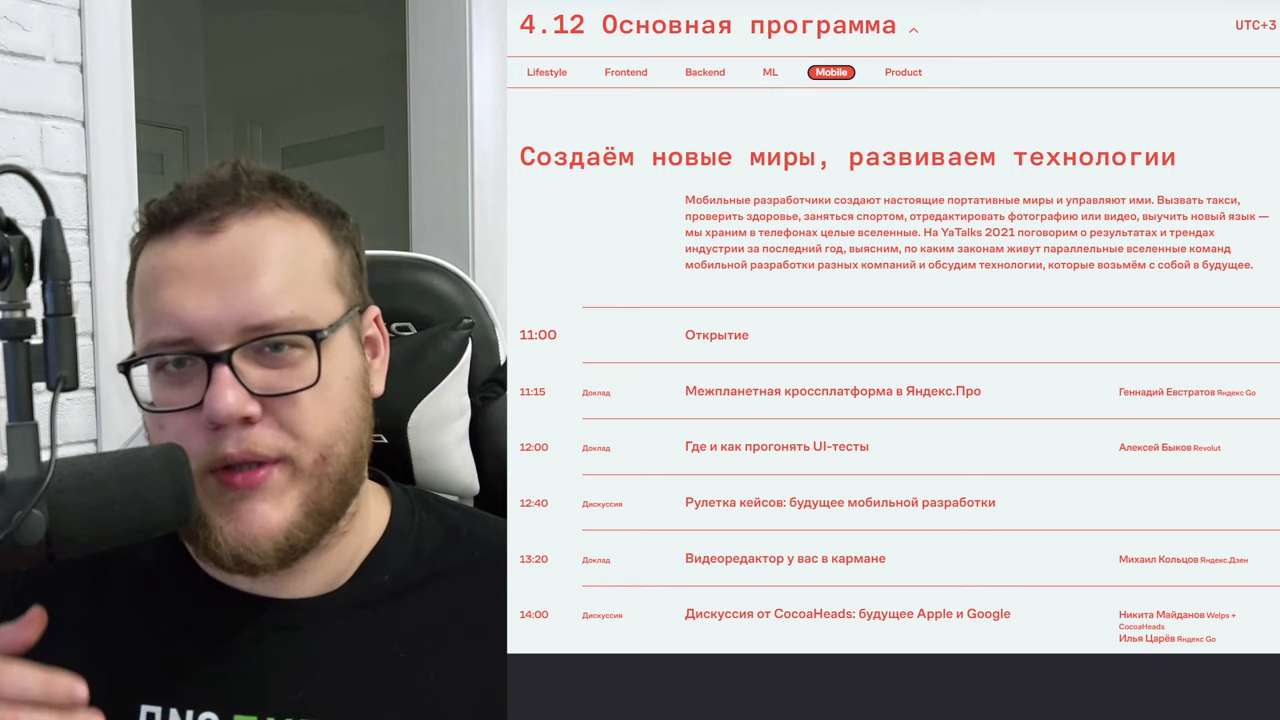 4.12 Основная программа
UTC+3
Lifestyle Frontend Backend ML Mobile Product
Создаём новые миры, развиваем технологии
Мобильные разработчики создают настоящие портативные миры и управляют ими. Вызвать такси,
проверить здоровье, заняться спортом, отредактировать фотографию или видео, выучить новый язык —
мы храним в телефонах целые вселенные. На YaTalks 2021 поговорим о результатах и трендах
индустрии за последний год, выясним, по каким законам живут параллельные вселенные команд
мобильной разработки разных компаний и обсудим технологии, которые возьмём с собой в будущее.
11:00 Открытие
11:15 Доклад Межпланетная кроссплатформа в Яндекс.Про Геннадий Евстратов Яндекс Go
12:00 Доклад Где и как прогонять UI-тесты Алексей Быков Revolut
12:40 Дискуссия Рулетка кейсов: будущее мобильной разработки
13:20 Доклад Видеоредактор у вас в кармане Михаил Кольцов Яндекс.Дзен
14:00 Дискуссия Дискуссия от CocoaHeads: будущее Apple и Google Никита Майданов Welps +
CocoaHeads
Илья Царёв Яндекс Go